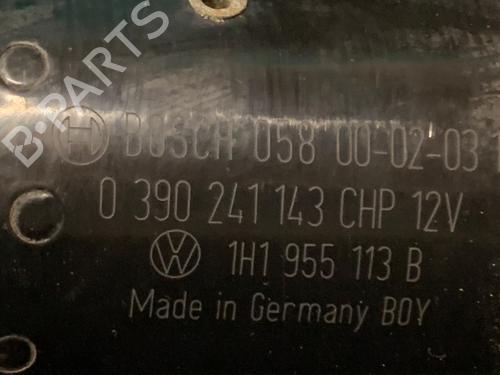 BOSCH 058 00-02-03
0 390 241 143 CHP 12V
1H1 955 113 B
Made in Germany BOY
B-PARTS